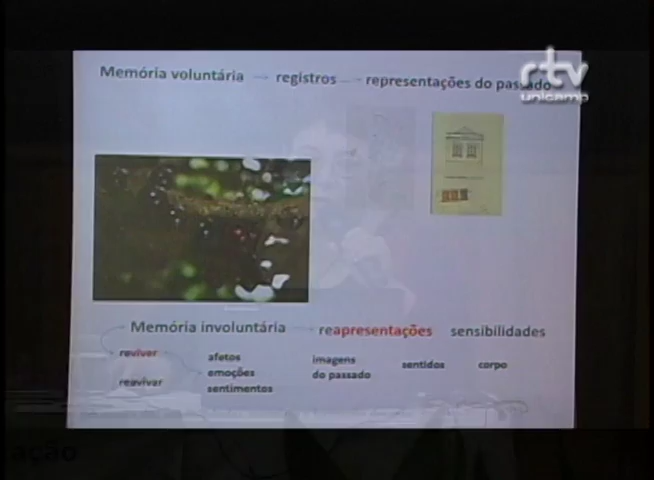 Memória voluntária → registros → representações do passado
rtv
unicamp
Memória involuntária → reapresentações sensibilidades
reviver afetos imagens sentidos corpo
emoções do passado
reavivar sentimentos
ação